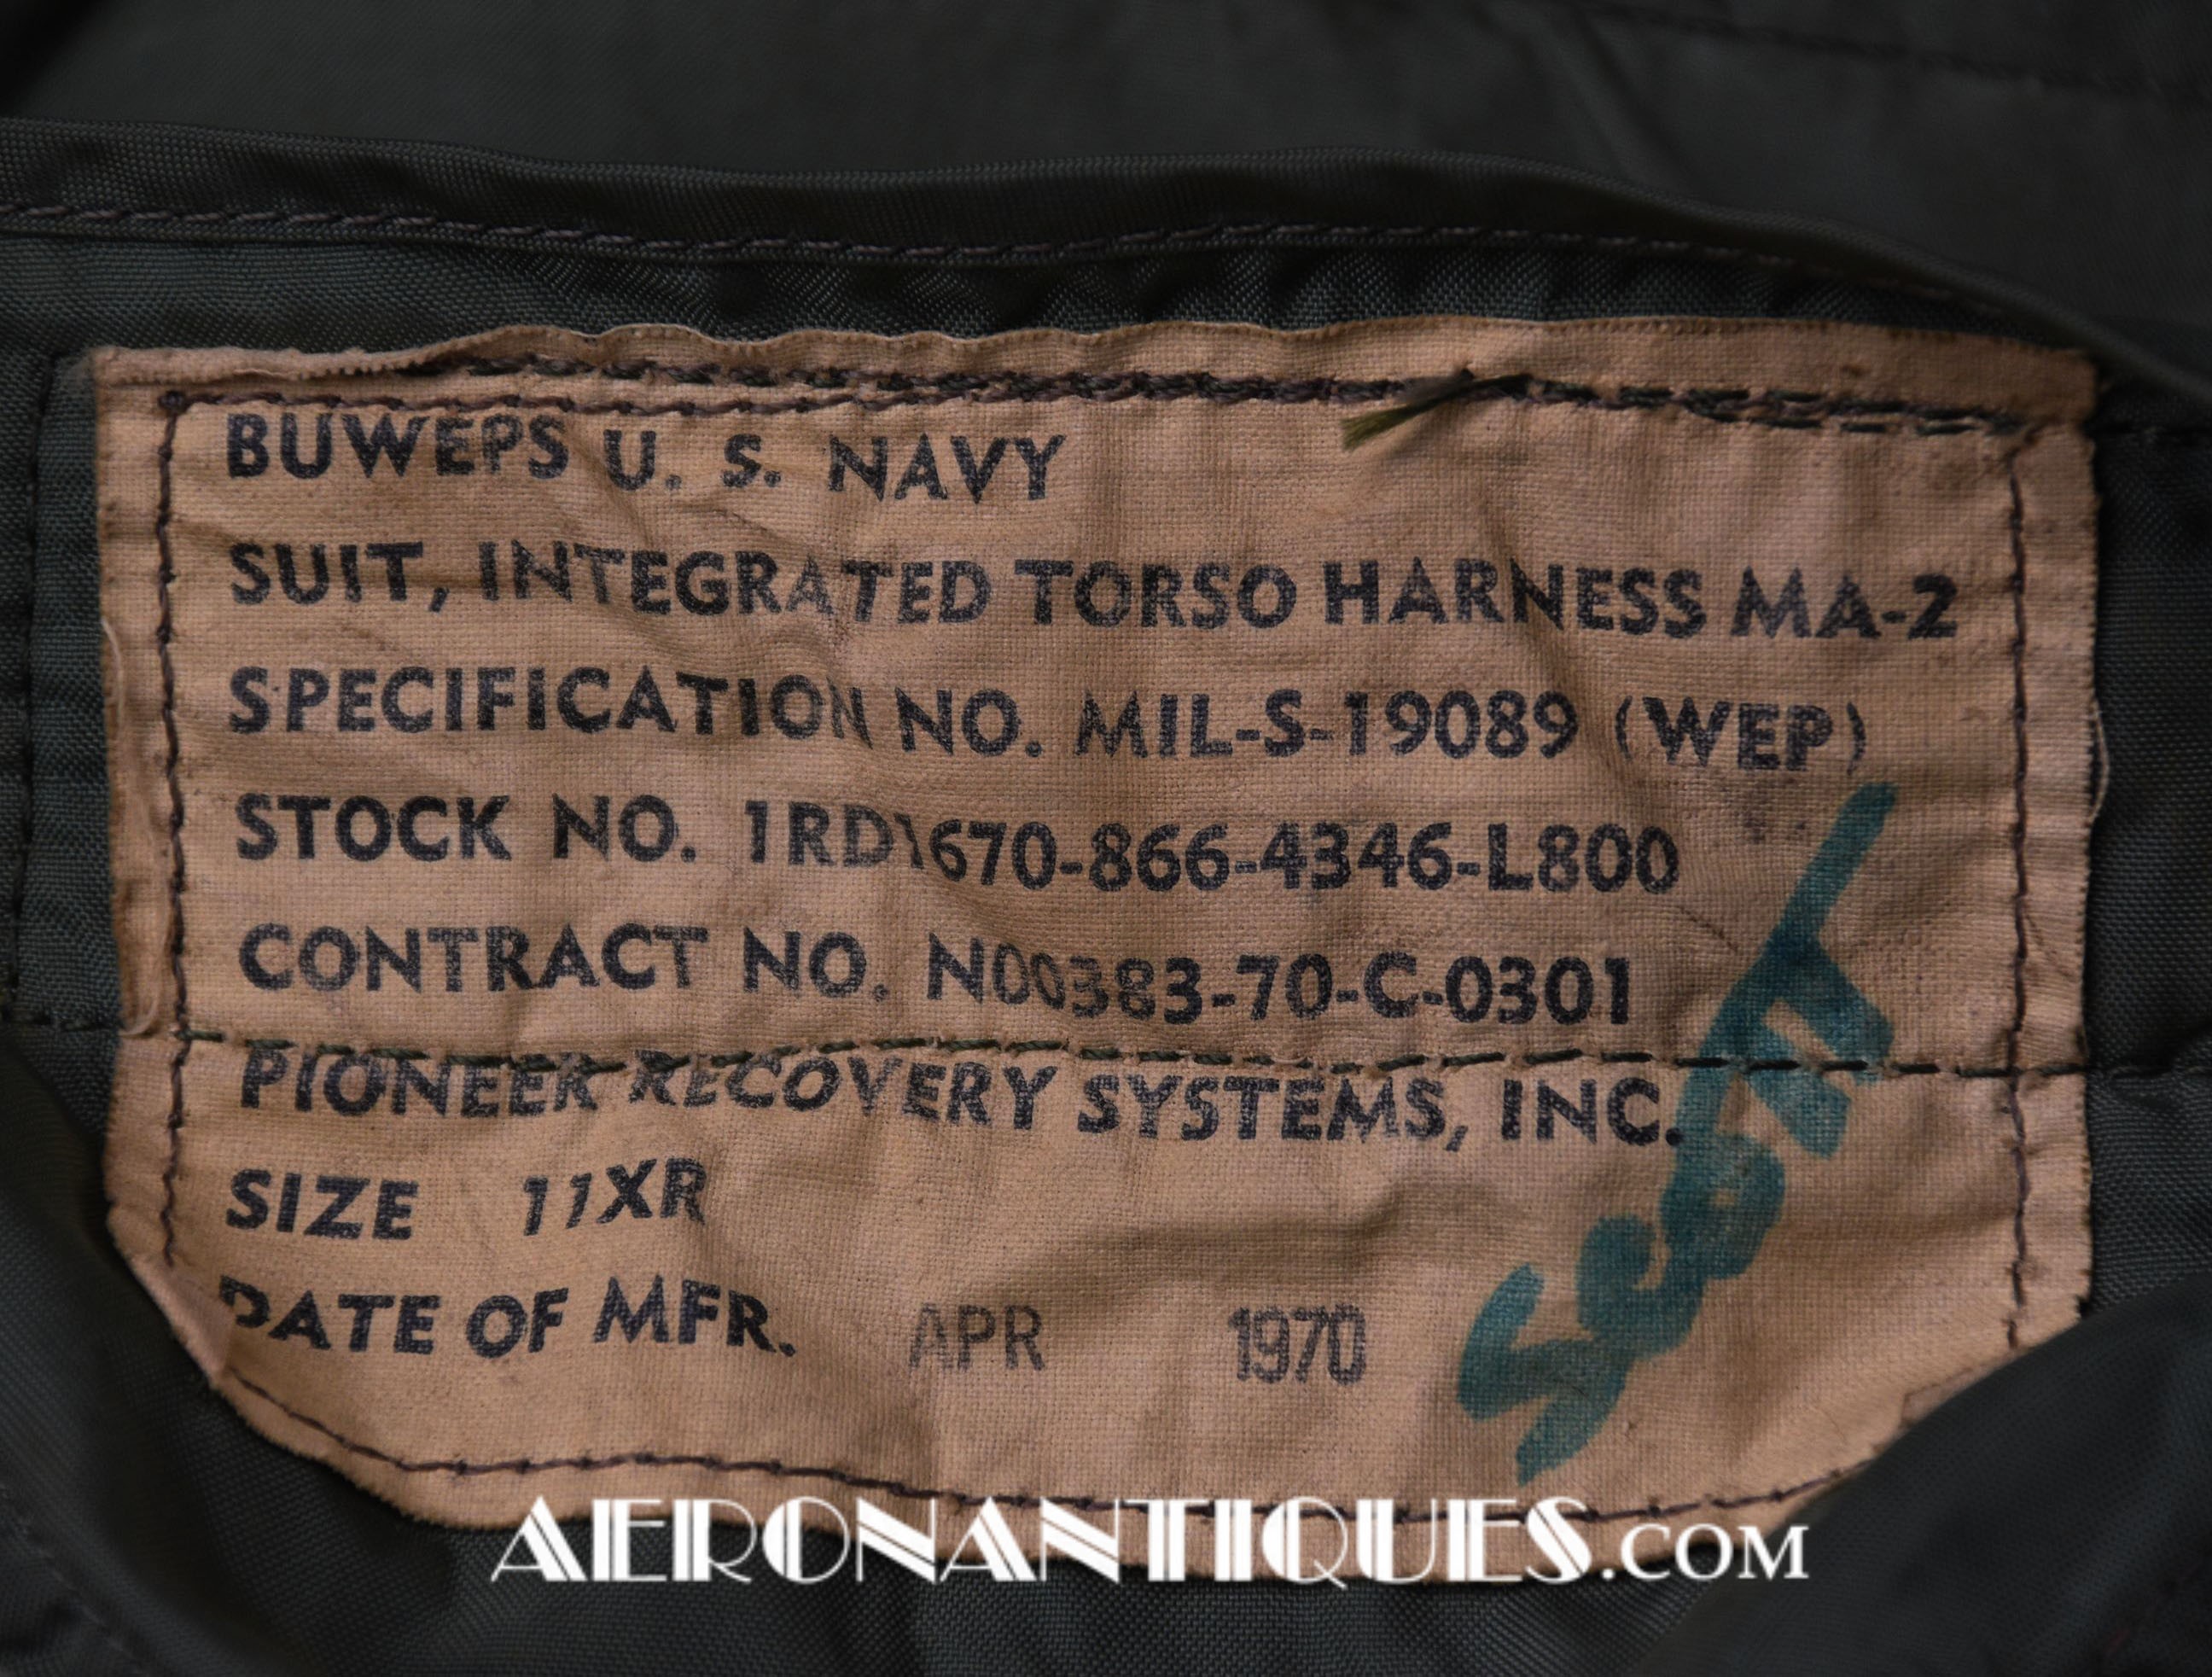 BUWEPS U. S. NAVY
SUIT, INTEGRATED TORSO HARNESS MA-2
SPECIFICATION NO. MIL-S-19089 (WEP)
STOCK NO. 1RD1670-866-4346-L800
CONTRACT NO. N00383-70-C-0301
PIONEER RECOVERY SYSTEMS, INC.
SIZE 11XR
DATE OF MFR. APR 1970
AERONANTIQUES.COM